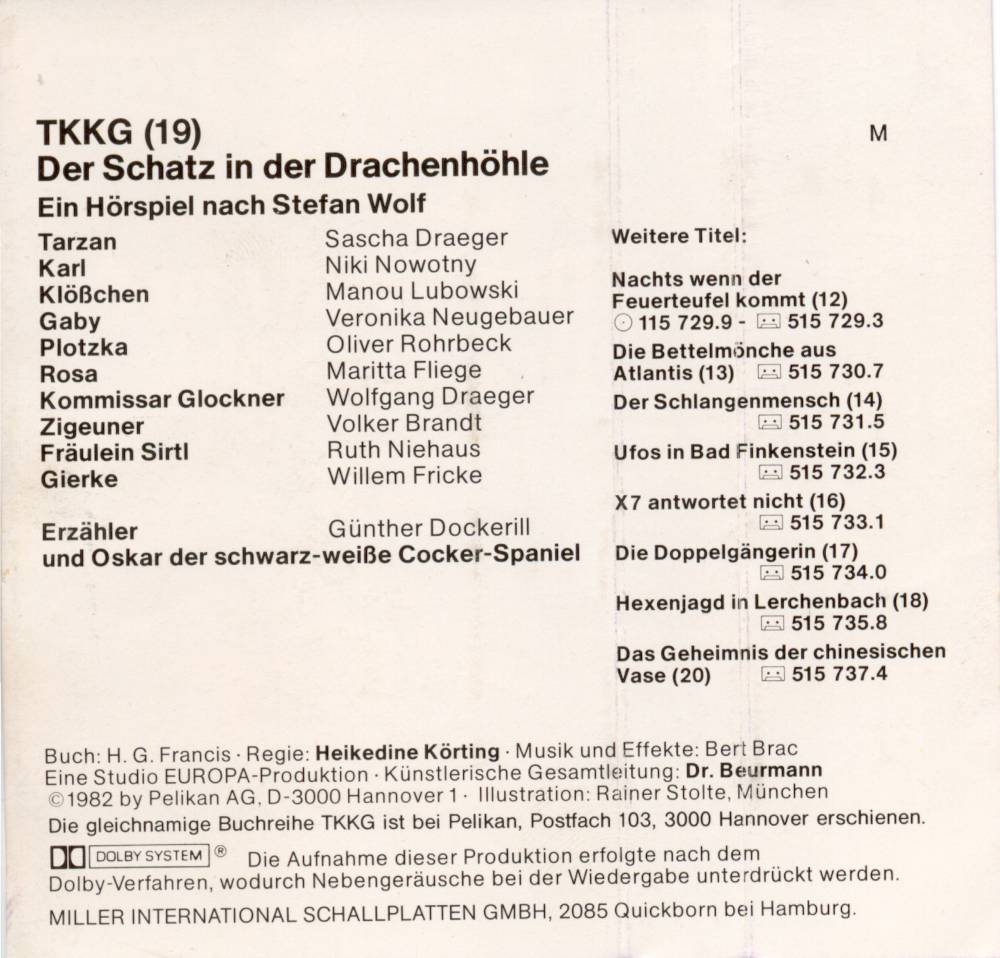 TKKG (19)
M
Der Schatz in der Drachenhöhle
Ein Hörspiel nach Stefan Wolf
Tarzan Sascha Draeger
Karl Niki Nowotny
Klößchen Manou Lubowski
Gaby Veronika Neugebauer
Plotzka Oliver Rohrbeck
Rosa Maritta Fliege
Kommissar Glockner Wolfgang Draeger
Zigeuner Volker Brandt
Fräulein Sirtl Ruth Niehaus
Gierke Willem Fricke
Erzähler Günther Dockerill
und Oskar der schwarz-weiße Cocker-Spaniel
Weitere Titel:
Nachts wenn der
Feuerteufel kommt (12)
115 729.9 - 515 729.3
Die Bettelmönche aus
Atlantis (13) 515 730.7
Der Schlangenmensch (14)
515 731.5
Ufos in Bad Finkenstein (15)
515 732.3
X7 antwortet nicht (16)
515 733.1
Die Doppelgängerin (17)
515 734.0
Hexenjagd in Lerchenbach (18)
515 735.8
Das Geheimnis der chinesischen
Vase (20) 515 737.4
Buch: H. G. Francis · Regie: Heikedine Körting · Musik und Effekte: Bert Brac
Eine Studio EUROPA-Produktion · Künstlerische Gesamtleitung: Dr. Beurmann
©1982 by Pelikan AG, D-3000 Hannover 1 · Illustration: Rainer Stolte, München
Die gleichnamige Buchreihe TKKG ist bei Pelikan, Postfach 103, 3000 Hannover erschienen.
DOLBY SYSTEM ® Die Aufnahme dieser Produktion erfolgte nach dem
Dolby-Verfahren, wodurch Nebengeräusche bei der Wiedergabe unterdrückt werden.
MILLER INTERNATIONAL SCHALLPLATTEN GMBH, 2085 Quickborn bei Hamburg.